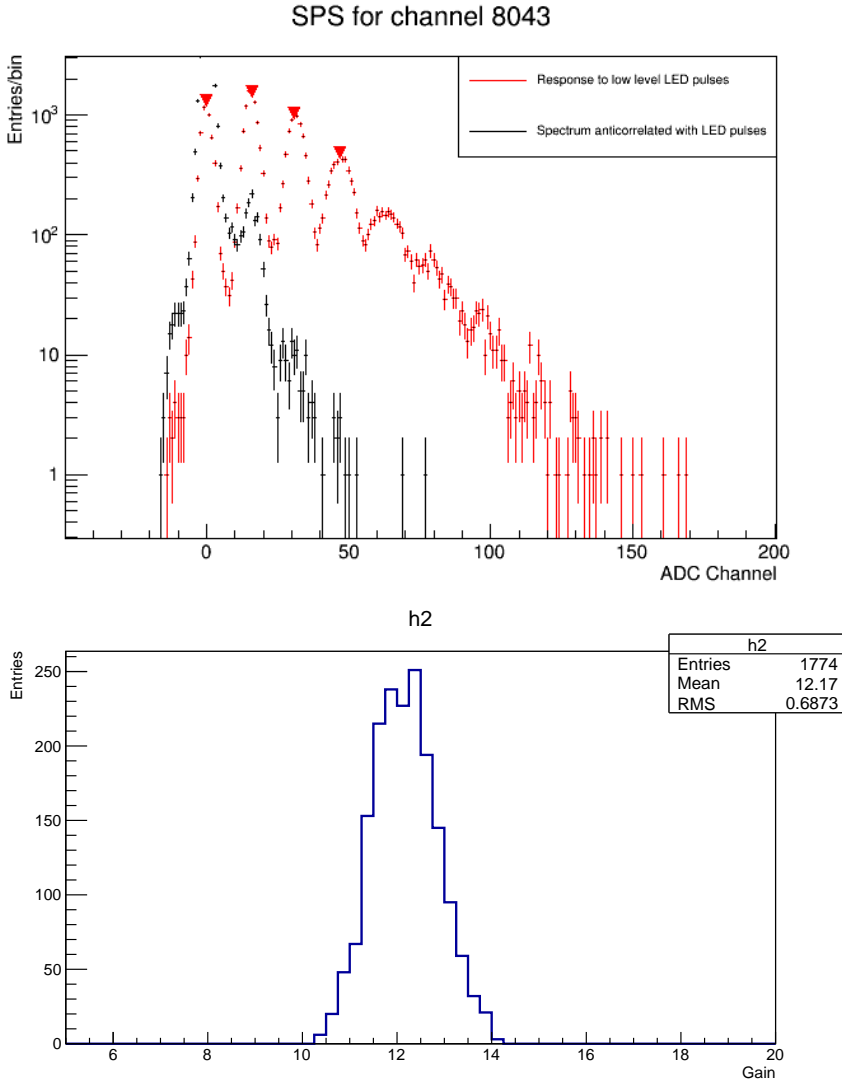 SPS for channel 8043
Entries/bin
Response to low level LED pulses
Spectrum anticorrelated with LED pulses
10³
10²
10
1
0 50 100 150 200
ADC Channel
h2
Entries
h2
Entries 1774
Mean 12.17
RMS 0.6873
250
200
150
100
50
0
6 8 10 12 14 16 18 20
Gain